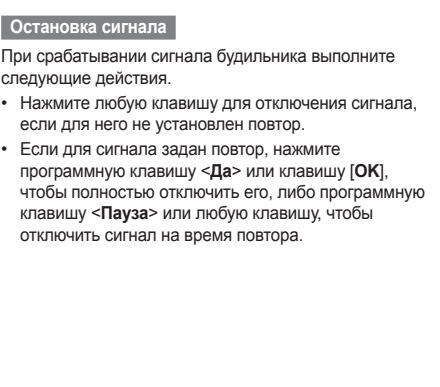 Остановка сигнала
При срабатывании сигнала будильника выполните
следующие действия.
• Нажмите любую клавишу для отключения сигнала,
если для него не установлен повтор.
• Если для сигнала задан повтор, нажмите
программную клавишу <Да> или клавишу [OK],
чтобы полностью отключить его, либо программную
клавишу <Пауза> или любую клавишу, чтобы
отключить сигнал на время повтора.